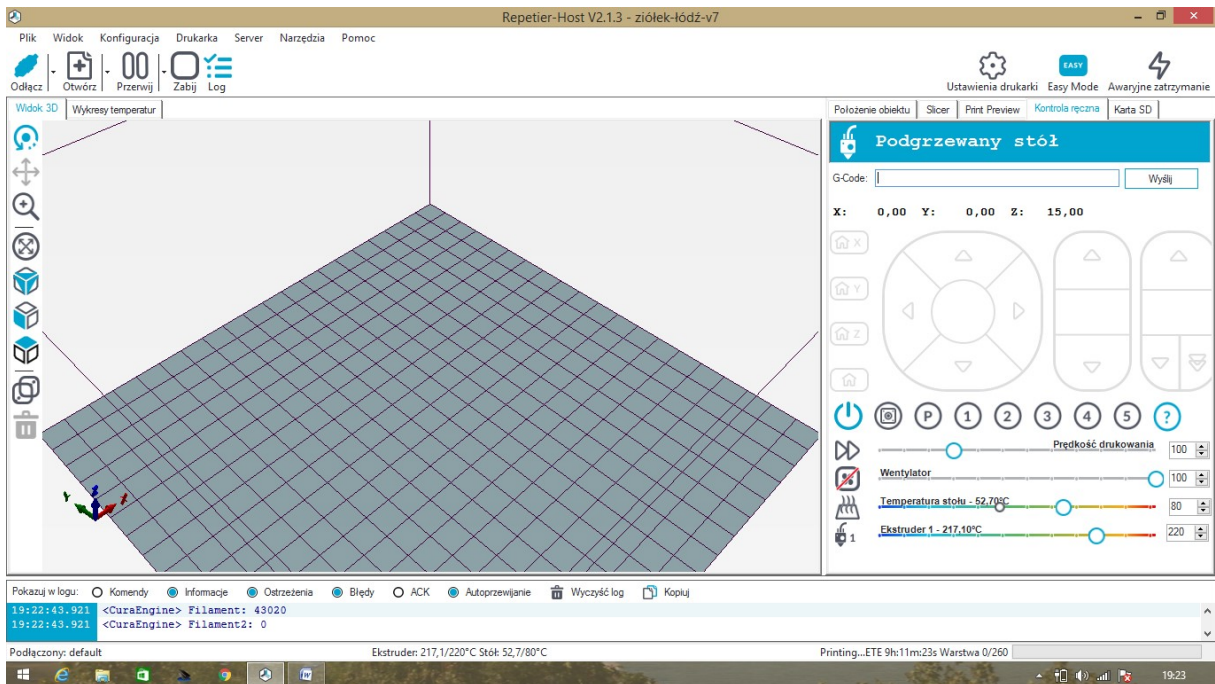 Repetier-Host V2.1.3 - ziółek-łódź-v7
Plik Widok Konfiguracja Drukarka Server Narzędzia Pomoc
Odłącz Otwórz Przerwij Zabij Log
Ustawienia drukarki EASY Easy Mode Awaryjne zatrzymanie
Widok 3D Wykresy temperatur
Położenie obiektu Slicer Print Preview Kontrola ręczna Karta SD
Podgrzewany stół
G-Code: Wyślij
X: 0,00 Y: 0,00 Z: 15,00
X
Y
Z
P 1 2 3 4 5 ?
Prędkość drukowania 100
Wentylator 100
Temperatura stołu - 52,70°C 80
1 Ekstruder 1 - 217,10°C 220
Y Z X
Pokazuj w logu: Komendy Informacje Ostrzeżenia Błędy ACK Autoprzewijanie Wyczyść log Kopiuj
19:22:43.921 <CuraEngine> Filament: 43020
19:22:43.921 <CuraEngine> Filament2: 0
Podłączony: default Ekstruder: 217,1/220°C Stół: 52,7/80°C Printing...ETE 9h:11m:23s Warstwa 0/260
19:23